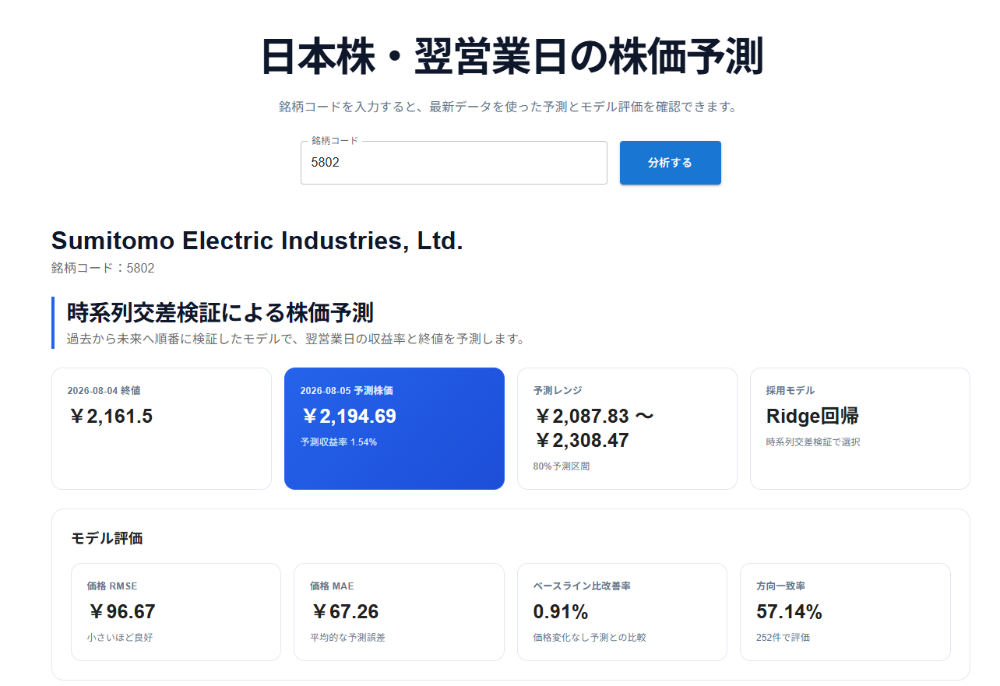 日本株・翌営業日の株価予測
銘柄コードを入力すると、最新データを使った予測とモデル評価を確認できます。
銘柄コード
5802
分析する
Sumitomo Electric Industries, Ltd.
銘柄コード：5802
時系列交差検証による株価予測
過去から未来へ順番に検証したモデルで、翌営業日の収益率と終値を予測します。
2026-08-04 終値
￥2,161.5
2026-08-05 予測株価
￥2,194.69
予測収益率 1.54%
予測レンジ
￥2,087.83 〜
￥2,308.47
80%予測区間
採用モデル
Ridge回帰
時系列交差検証で選択
モデル評価
価格 RMSE
￥96.67
小さいほど良好
価格 MAE
￥67.26
平均的な予測誤差
ベースライン比改善率
0.91%
価格変化なし予測との比較
方向一致率
57.14%
252件で評価